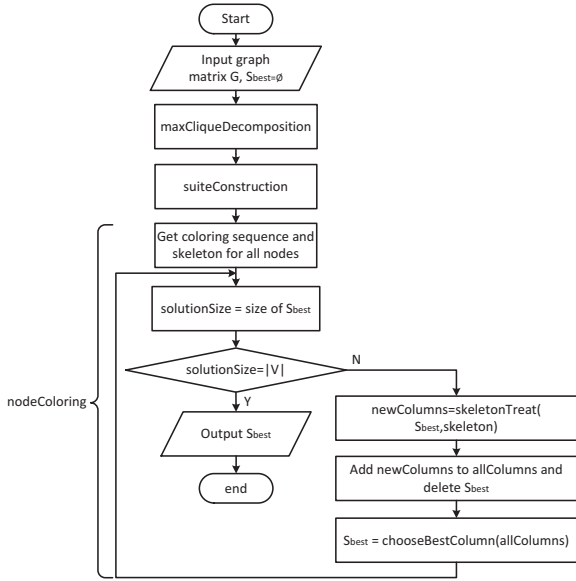 Start
Input graph
matrix G, Sbest=ø
maxCliqueDecomposition
suiteConstruction
Get coloring sequence and
skeleton for all nodes
solutionSize = size of Sbest
solutionSize=|V|
N
Y
nodeColoring
Output Sbest
end
newColumns=skeletonTreat(
Sbest,skeleton)
Add newColumns to allColumns and
delete Sbest
Sbest = chooseBestColumn(allColumns)